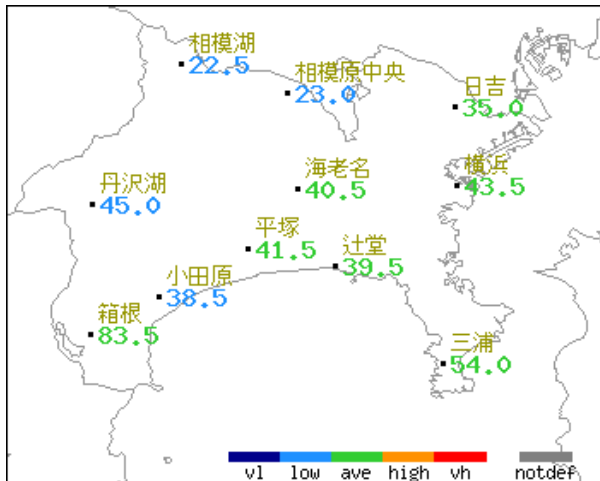 相模湖
22.5
相模原中央
23.0
日吉
35.0
海老名
40.5
横浜
43.5
丹沢湖
45.0
平塚
41.5
辻堂
39.5
小田原
38.5
箱根
83.5
三浦
54.0
vl low ave high vh notdef